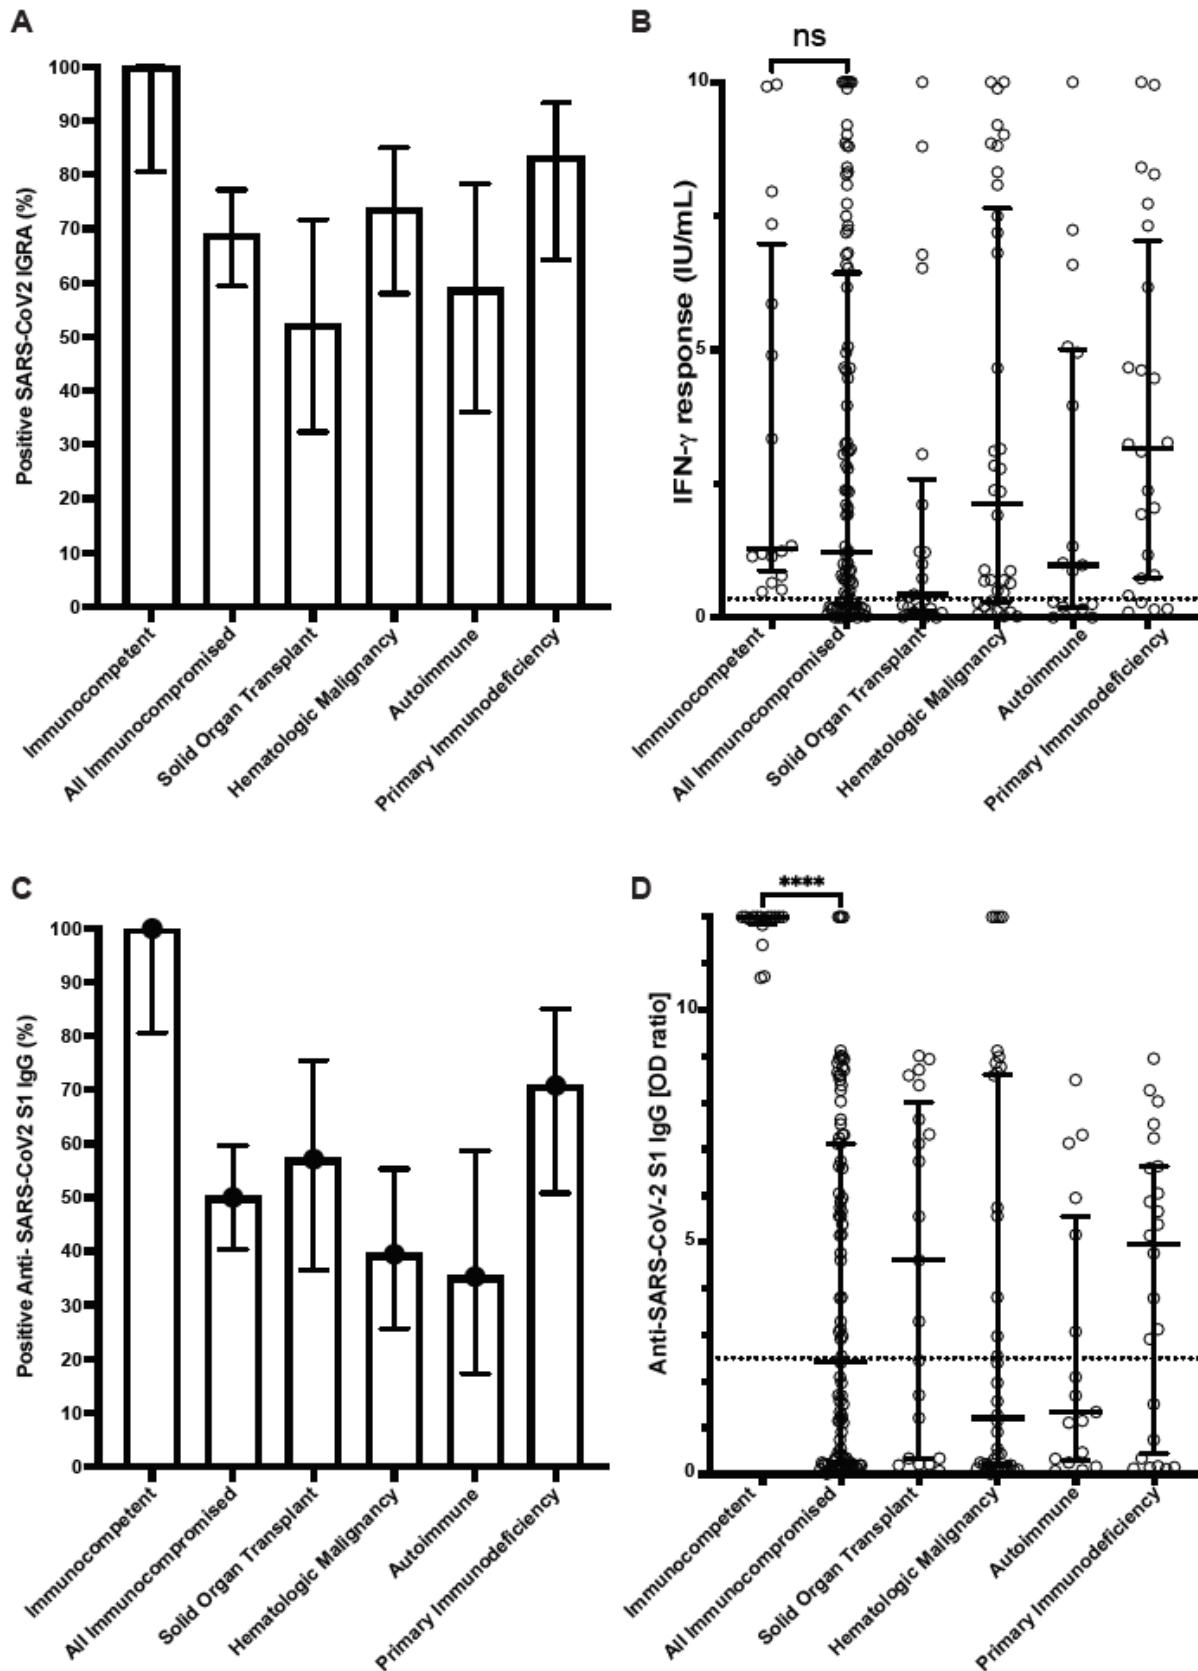 A
Positive SARS-CoV2 IGRA (%)
100
90
80
70
60
50
40
30
20
10
0
Immunocompetent
All Immunocompromised
Solid Organ Transplant
Hematologic Malignancy
Autoimmune
Primary Immunodeficiency
B
ns
IFN-γ response (IU/mL)
10
5
0
Immunocompetent
All Immunocompromised
Solid Organ Transplant
Hematologic Malignancy
Autoimmune
Primary Immunodeficiency
C
Positive Anti- SARS-CoV2 S1 IgG (%)
100
90
80
70
60
50
40
30
20
10
0
Immunocompetent
All Immunocompromised
Solid Organ Transplant
Hematologic Malignancy
Autoimmune
Primary Immunodeficiency
D
****
Anti-SARS-CoV-2 S1 IgG [OD ratio]
10
5
0
Immunocompetent
All Immunocompromised
Solid Organ Transplant
Hematologic Malignancy
Autoimmune
Primary Immunodeficiency